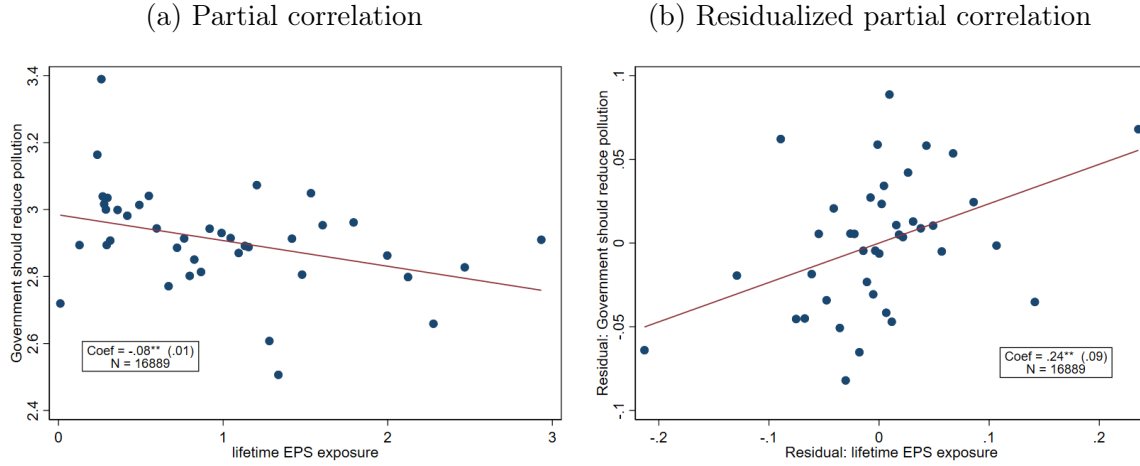 (a) Partial correlation
Government should reduce pollution
3.4
3.2
3
2.8
2.6
2.4
Coef = -.08** (.01)
N = 16889
0
1
2
3
lifetime EPS exposure
(b) Residualized partial correlation
Residual: Government should reduce pollution
.1
.05
0
-.05
-.1
Coef = .24** (.09)
N = 16889
-.2
-.1
0
.1
.2
Residual: lifetime EPS exposure